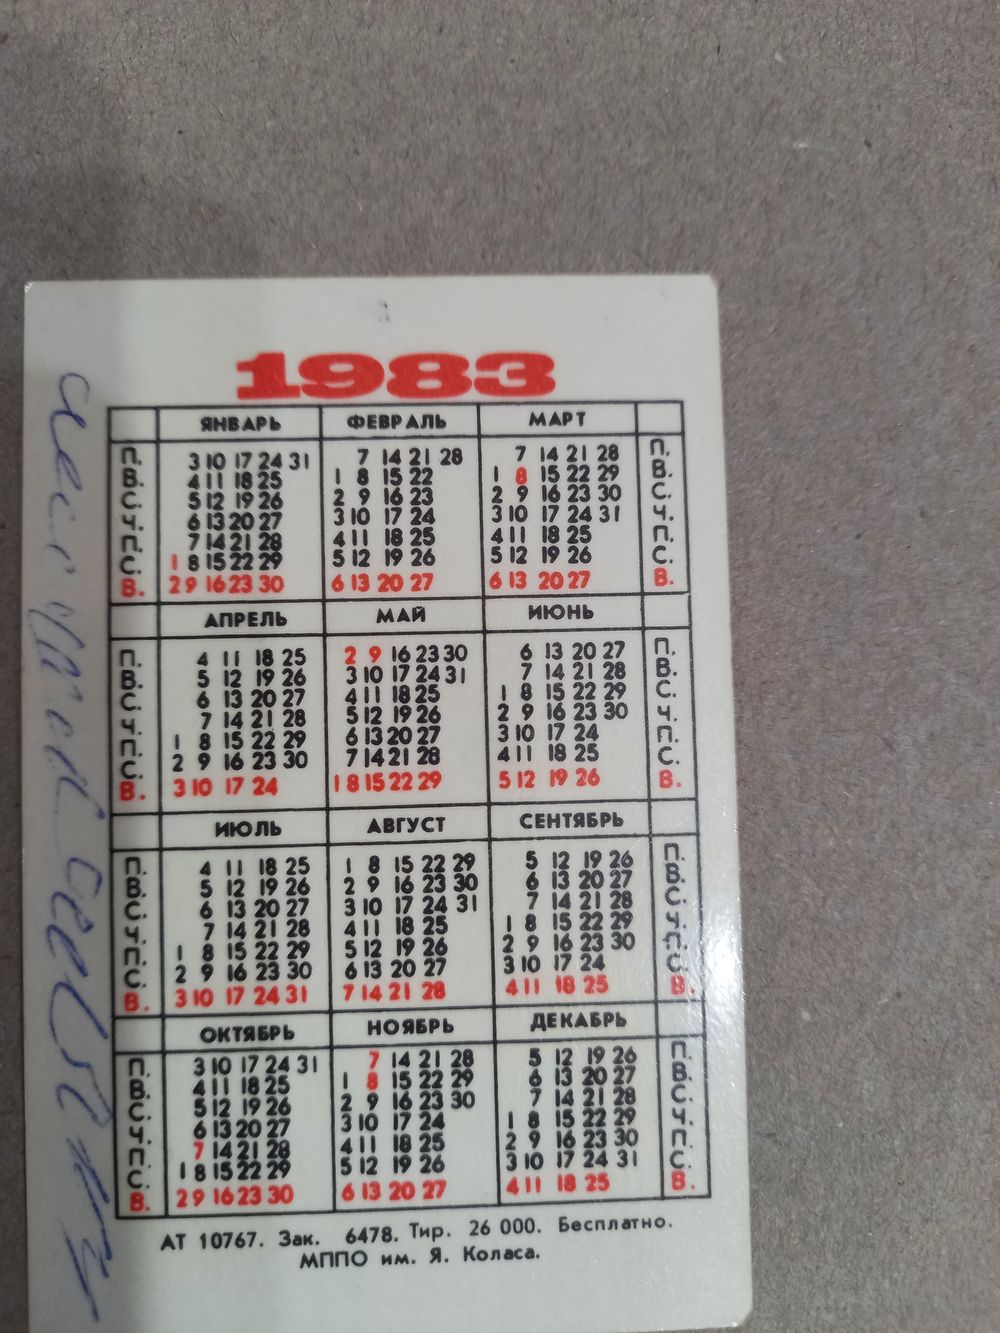 1983
ЯНВАРЬ ФЕВРАЛЬ МАРТ
П. 3 10 17 24 31 7 14 21 28 7 14 21 28 П.
В. 4 11 18 25 1 8 15 22 1 8 15 22 29 В.
С. 5 12 19 26 2 9 16 23 2 9 16 23 30 С.
Ч. 6 13 20 27 3 10 17 24 3 10 17 24 31 Ч.
П. 7 14 21 28 4 11 18 25 4 11 18 25 П.
С. 1 8 15 22 29 5 12 19 26 5 12 19 26 С.
В. 2 9 16 23 30 6 13 20 27 6 13 20 27 В.
АПРЕЛЬ МАЙ ИЮНЬ
П. 4 11 18 25 2 9 16 23 30 6 13 20 27 П.
В. 5 12 19 26 3 10 17 24 31 7 14 21 28 В.
С. 6 13 20 27 4 11 18 25 1 8 15 22 29 С.
Ч. 7 14 21 28 5 12 19 26 2 9 16 23 30 Ч.
П. 1 8 15 22 29 6 13 20 27 3 10 17 24 П.
С. 2 9 16 23 30 7 14 21 28 4 11 18 25 С.
В. 3 10 17 24 1 8 15 22 29 5 12 19 26 В.
ИЮЛЬ АВГУСТ СЕНТЯБРЬ
П. 4 11 18 25 1 8 15 22 29 5 12 19 26 П.
В. 5 12 19 26 2 9 16 23 30 6 13 20 27 В.
С. 6 13 20 27 3 10 17 24 31 7 14 21 28 С.
Ч. 7 14 21 28 4 11 18 25 1 8 15 22 29 Ч.
П. 1 8 15 22 29 5 12 19 26 2 9 16 23 30 П.
С. 2 9 16 23 30 6 13 20 27 3 10 17 24 С.
В. 3 10 17 24 31 7 14 21 28 4 11 18 25 В.
ОКТЯБРЬ НОЯБРЬ ДЕКАБРЬ
П. 3 10 17 24 31 7 14 21 28 5 12 19 26 П.
В. 4 11 18 25 1 8 15 22 29 6 13 20 27 В.
С. 5 12 19 26 2 9 16 23 30 7 14 21 28 С.
Ч. 6 13 20 27 3 10 17 24 1 8 15 22 29 Ч.
П. 7 14 21 28 4 11 18 25 2 9 16 23 30 П.
С. 1 8 15 22 29 5 12 19 26 3 10 17 24 31 С.
В. 2 9 16 23 30 6 13 20 27 4 11 18 25 В.
АТ 10767. Зак. 6478. Тир. 26 000. Бесплатно.
МППО им. Я. Коласа.